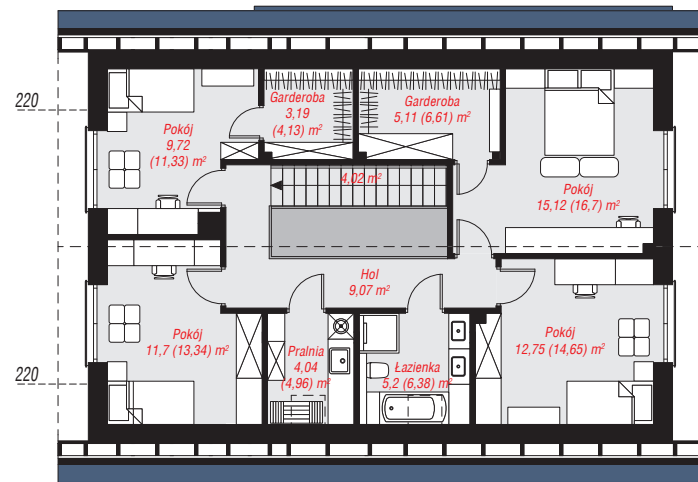 220
Pokój
9,72
(11,33) m²
Garderoba
3,19
(4,13) m²
Garderoba
5,11 (6,61) m²
4,02 m²
Pokój
15,12 (16,7) m²
Hol
9,07 m²
Pokój
11,7 (13,34) m²
Pralnia
4,04
(4,96) m²
Łazienka
5,2 (6,38) m²
Pokój
12,75 (14,65) m²
220